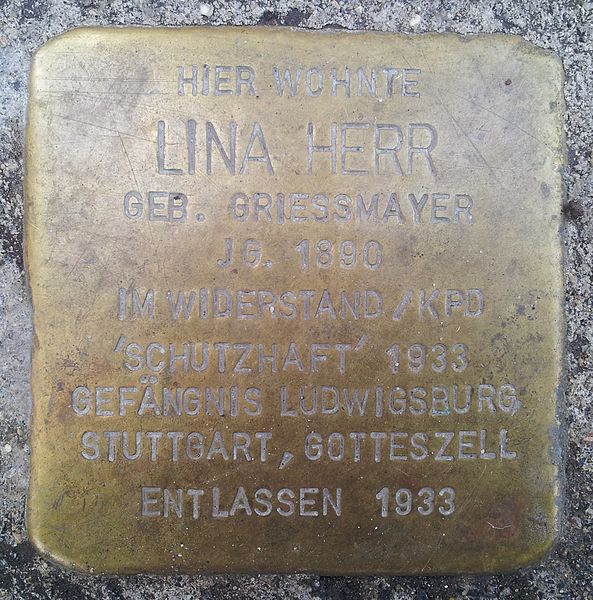 HIER WOHNTE
LINA HERR
GEB. GRIESSMAYER
JG. 1890
IM WIDERSTAND / KPD
'SCHUTZHAFT' 1933
GEFÄNGNIS LUDWIGSBURG,
STUTTGART, GOTTESZELL
ENTLASSEN 1933